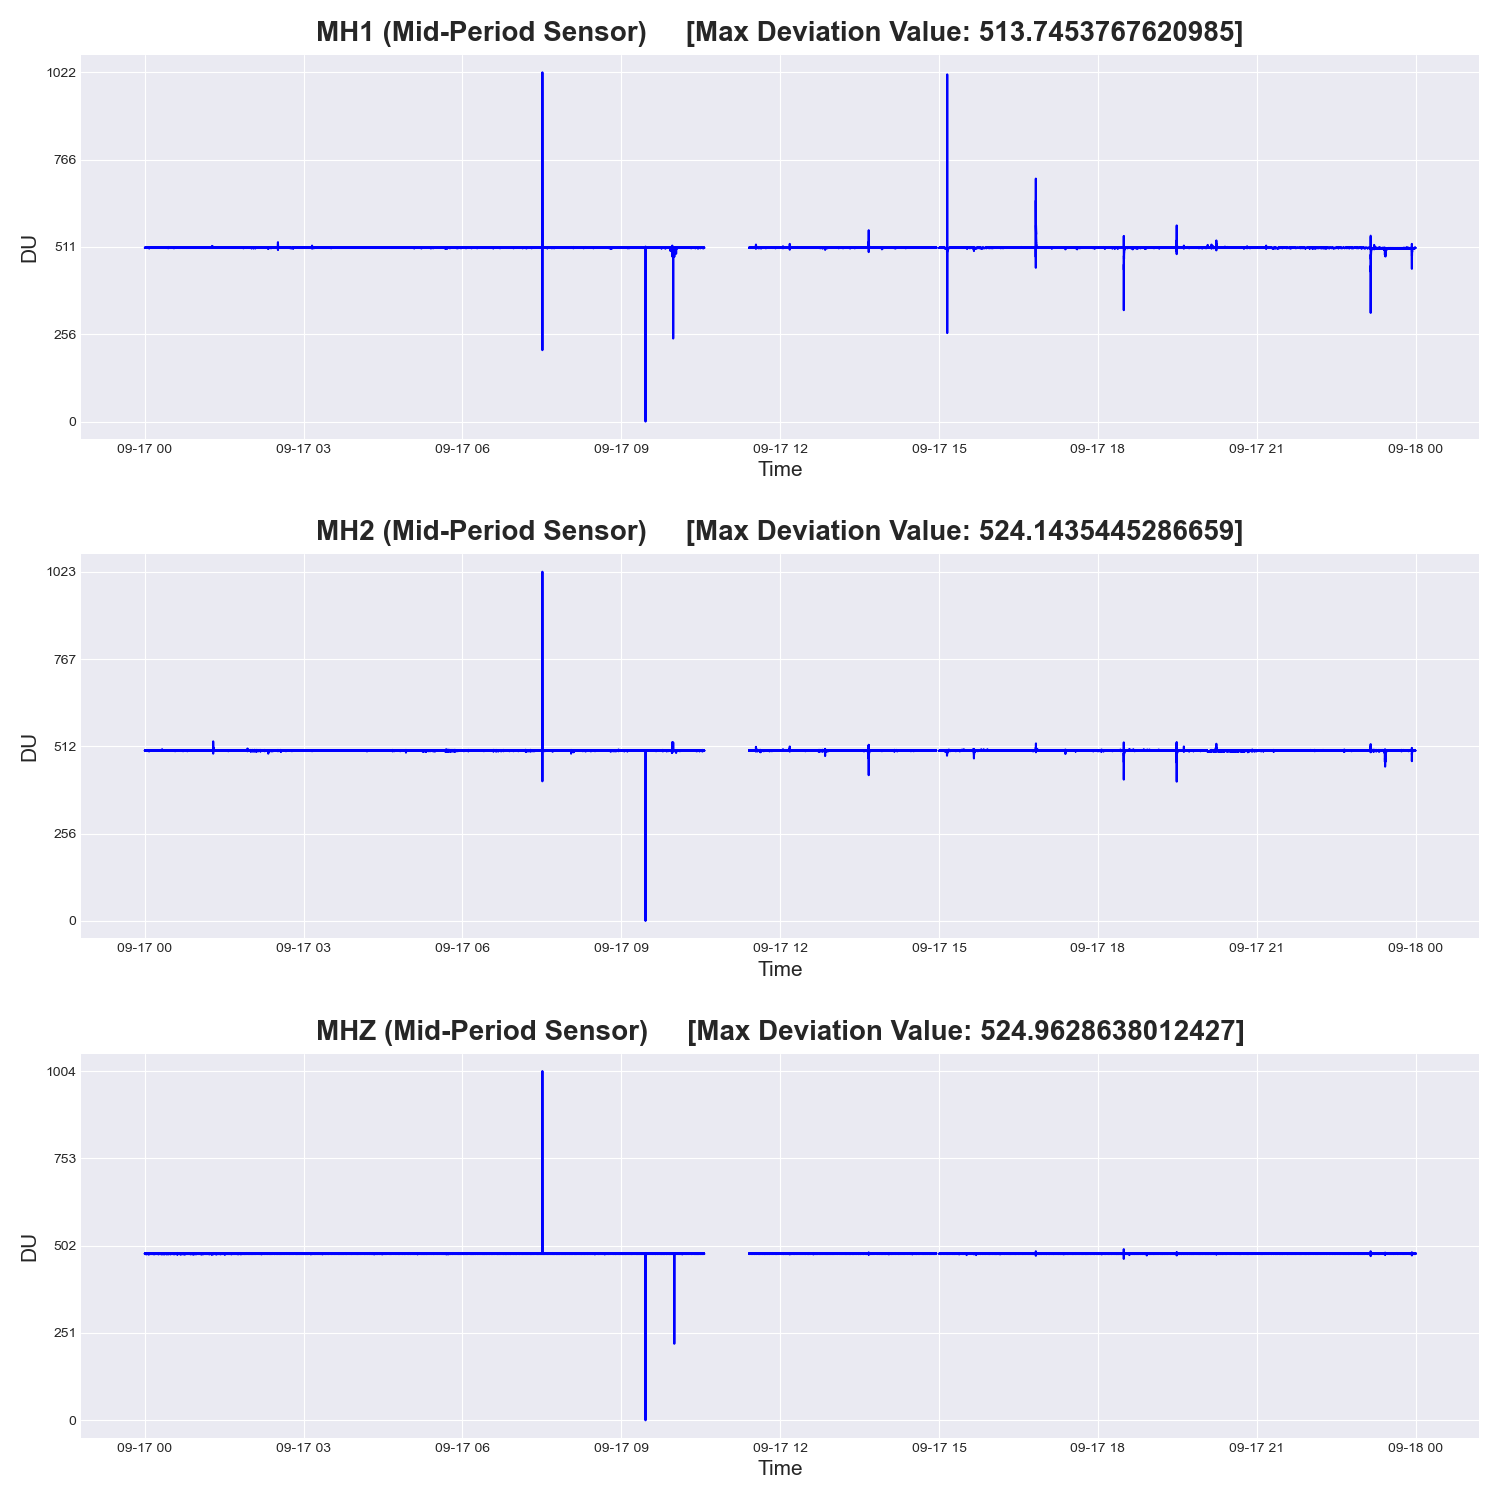 MH1 (Mid-Period Sensor) [Max Deviation Value: 513.7453767620985]
1022
766
511
256
0
DU
09-17 00 09-17 03 09-17 06 09-17 09 09-17 12 09-17 15 09-17 18 09-17 21 09-18 00
Time
MH2 (Mid-Period Sensor) [Max Deviation Value: 524.1435445286659]
1023
767
512
256
0
DU
09-17 00 09-17 03 09-17 06 09-17 09 09-17 12 09-17 15 09-17 18 09-17 21 09-18 00
Time
MHZ (Mid-Period Sensor) [Max Deviation Value: 524.9628638012427]
1004
753
502
251
0
DU
09-17 00 09-17 03 09-17 06 09-17 09 09-17 12 09-17 15 09-17 18 09-17 21 09-18 00
Time